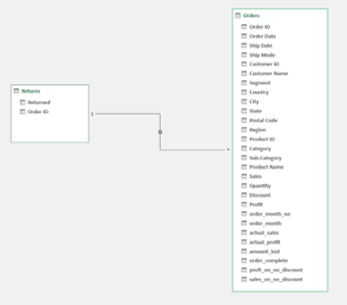 Returns
Returned
Order ID
1
*
Orders
Order ID
Order Date
Ship Date
Ship Mode
Customer ID
Customer Name
Segment
Country
City
State
Postal Code
Region
Product ID
Category
Sub-Category
Product Name
Sales
Quantity
Discount
Profit
order_month_no
order_month
actual_sales
actual_profit
amount_lost
order_complete
profit_on_no_discount
sales_on_no_discount